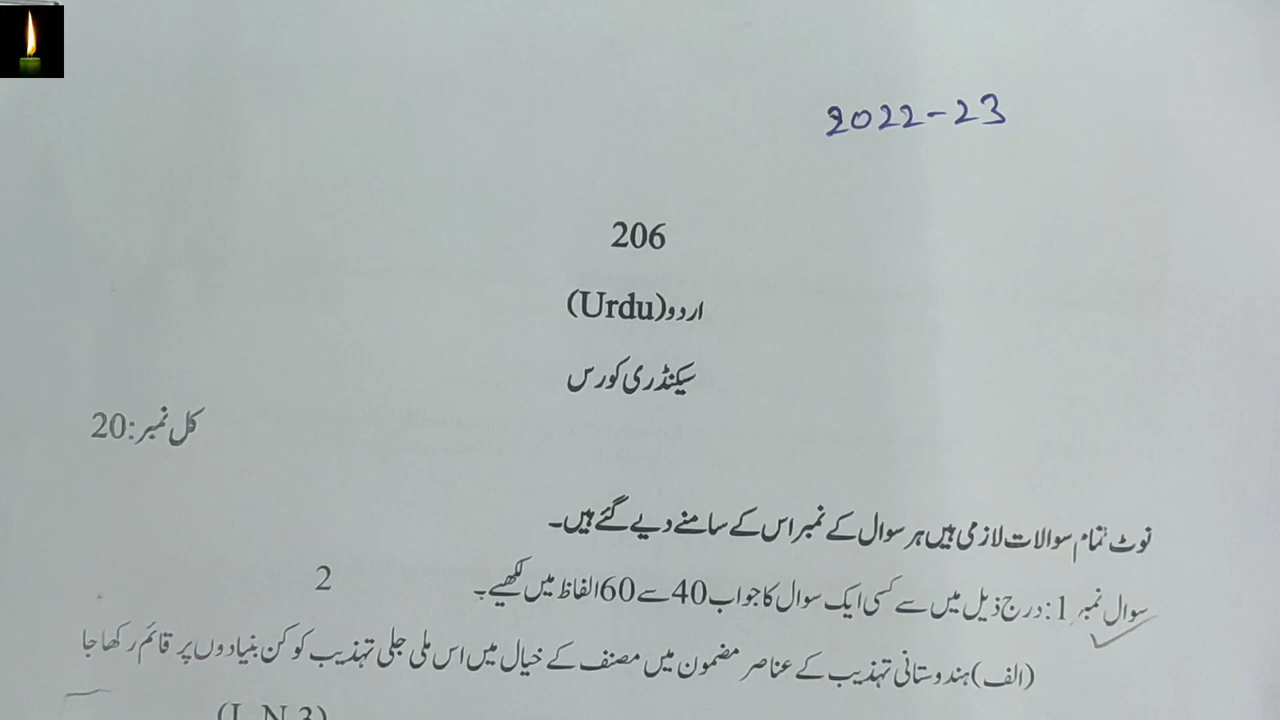 2022-23
206
اردو(Urdu)
سیکنڈری کورس
کل نمبر:20
نوٹ تمام سوالات لازمی ہیں ہر سوال کے نمبر اس کے سامنے دیے گئے ہیں۔
سوال نمبر 1: درج ذیل میں سے کسی ایک سوال کا جواب 40 سے 60 الفاظ میں لکھیے۔ 2
(الف) ہندوستانی تہذیب کے عناصر مضمون میں مصنف کے خیال میں اس ملی جلی تہذیب کو کن بنیادوں پر قائم رکھا جا
(L.N.3)